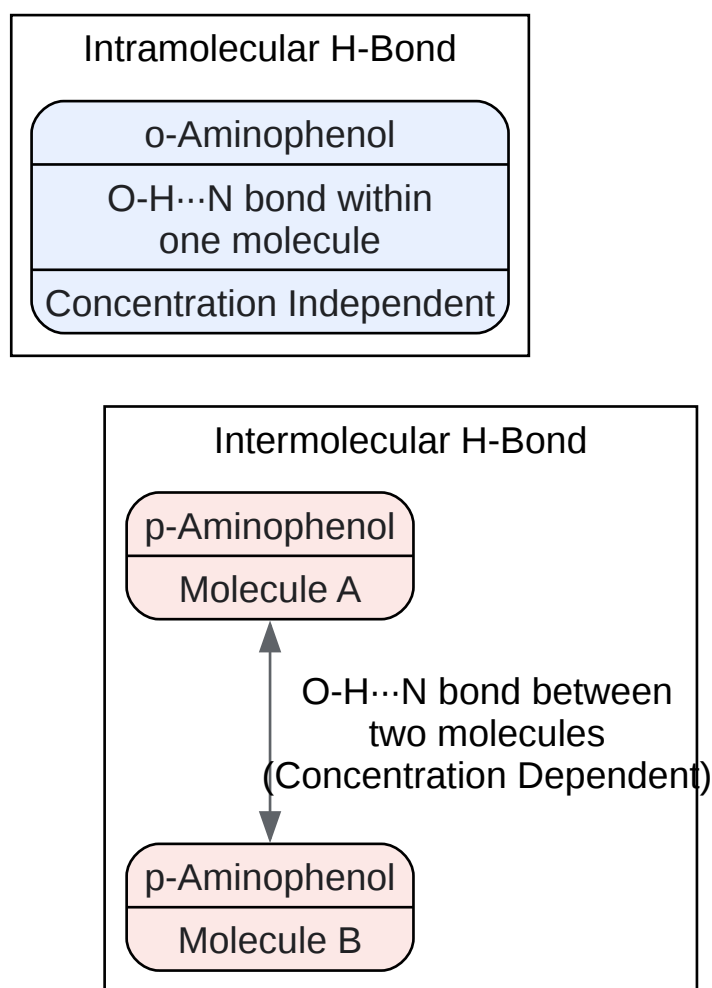 Intramolecular H-Bond
o-Aminophenol
O-H···N bond within
one molecule
Concentration Independent
Intermolecular H-Bond
p-Aminophenol
Molecule A
O-H···N bond between
two molecules
(Concentration Dependent)
p-Aminophenol
Molecule B